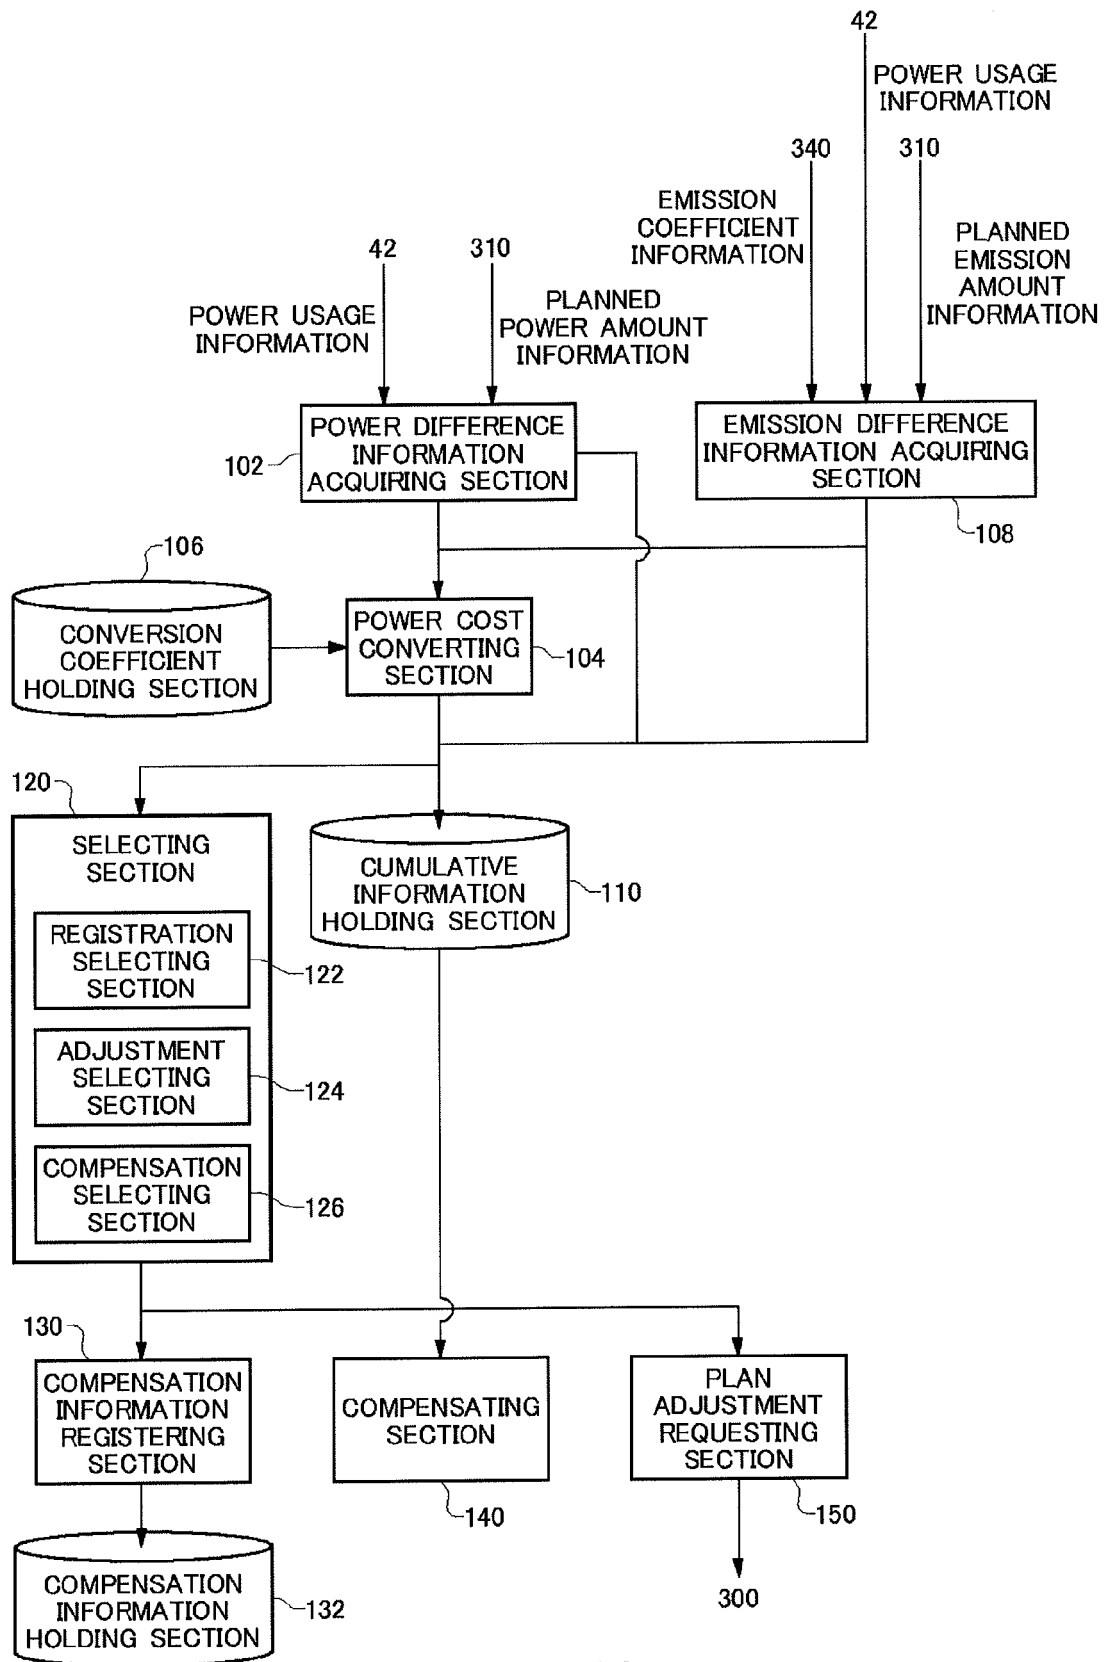 42
POWER USAGE
INFORMATION
340
310
EMISSION
COEFFICIENT
INFORMATION
PLANNED
EMISSION
AMOUNT
INFORMATION
42
310
POWER USAGE
INFORMATION
PLANNED
POWER AMOUNT
INFORMATION
POWER DIFFERENCE
INFORMATION
ACQUIRING SECTION
102
EMISSION DIFFERENCE
INFORMATION ACQUIRING
SECTION
108
106
CONVERSION
COEFFICIENT
HOLDING SECTION
POWER COST
CONVERTING
SECTION
104
120
SELECTING
SECTION
REGISTRATION
SELECTING
SECTION
122
ADJUSTMENT
SELECTING
SECTION
124
COMPENSATION
SELECTING
SECTION
126
CUMULATIVE
INFORMATION
HOLDING SECTION
110
130
COMPENSATION
INFORMATION
REGISTERING
SECTION
COMPENSATING
SECTION
140
PLAN
ADJUSTMENT
REQUESTING
SECTION
150
300
COMPENSATION
INFORMATION
HOLDING SECTION
132